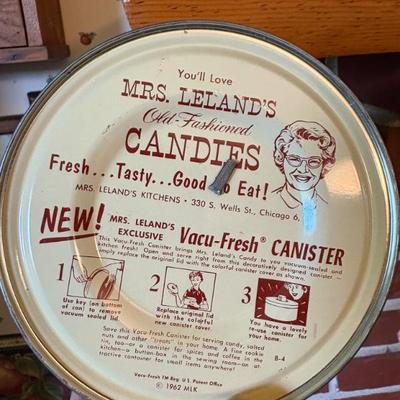 You'll Love
MRS. LELAND'S
Old-Fashioned
CANDIES
Fresh...Tasty...Good to Eat!
MRS. LELAND'S KITCHENS • 330 S. Wells St., Chicago 6,
NEW! MRS. LELAND'S EXCLUSIVE Vacu-Fresh® CANISTER
This Vacu-Fresh Canister brings Mrs. Leland's Candy to you vacuum-sealed and
kitchen fresh! Open and serve right from this decoratively designed canister —
simply replace the original lid with the colorful canister cover as shown.
1
Use key (on bottom
of can) to remove
vacuum sealed lid
2
Replace original lid
with the colorful
new canister cover.
3
You have a lovely
re-use canister
for your home.
Save this Vacu-Fresh Canister for serving candy, salted
nuts and other "treats" in your home. A fine cookie
tin, too—or a canister for spices and coffee in the
kitchen—a button-box in the sewing room—an at-
tractive container for small items anywhere!
B-4
Vacu-Fresh TM Reg U.S. Patent Office
© 1962 MLK